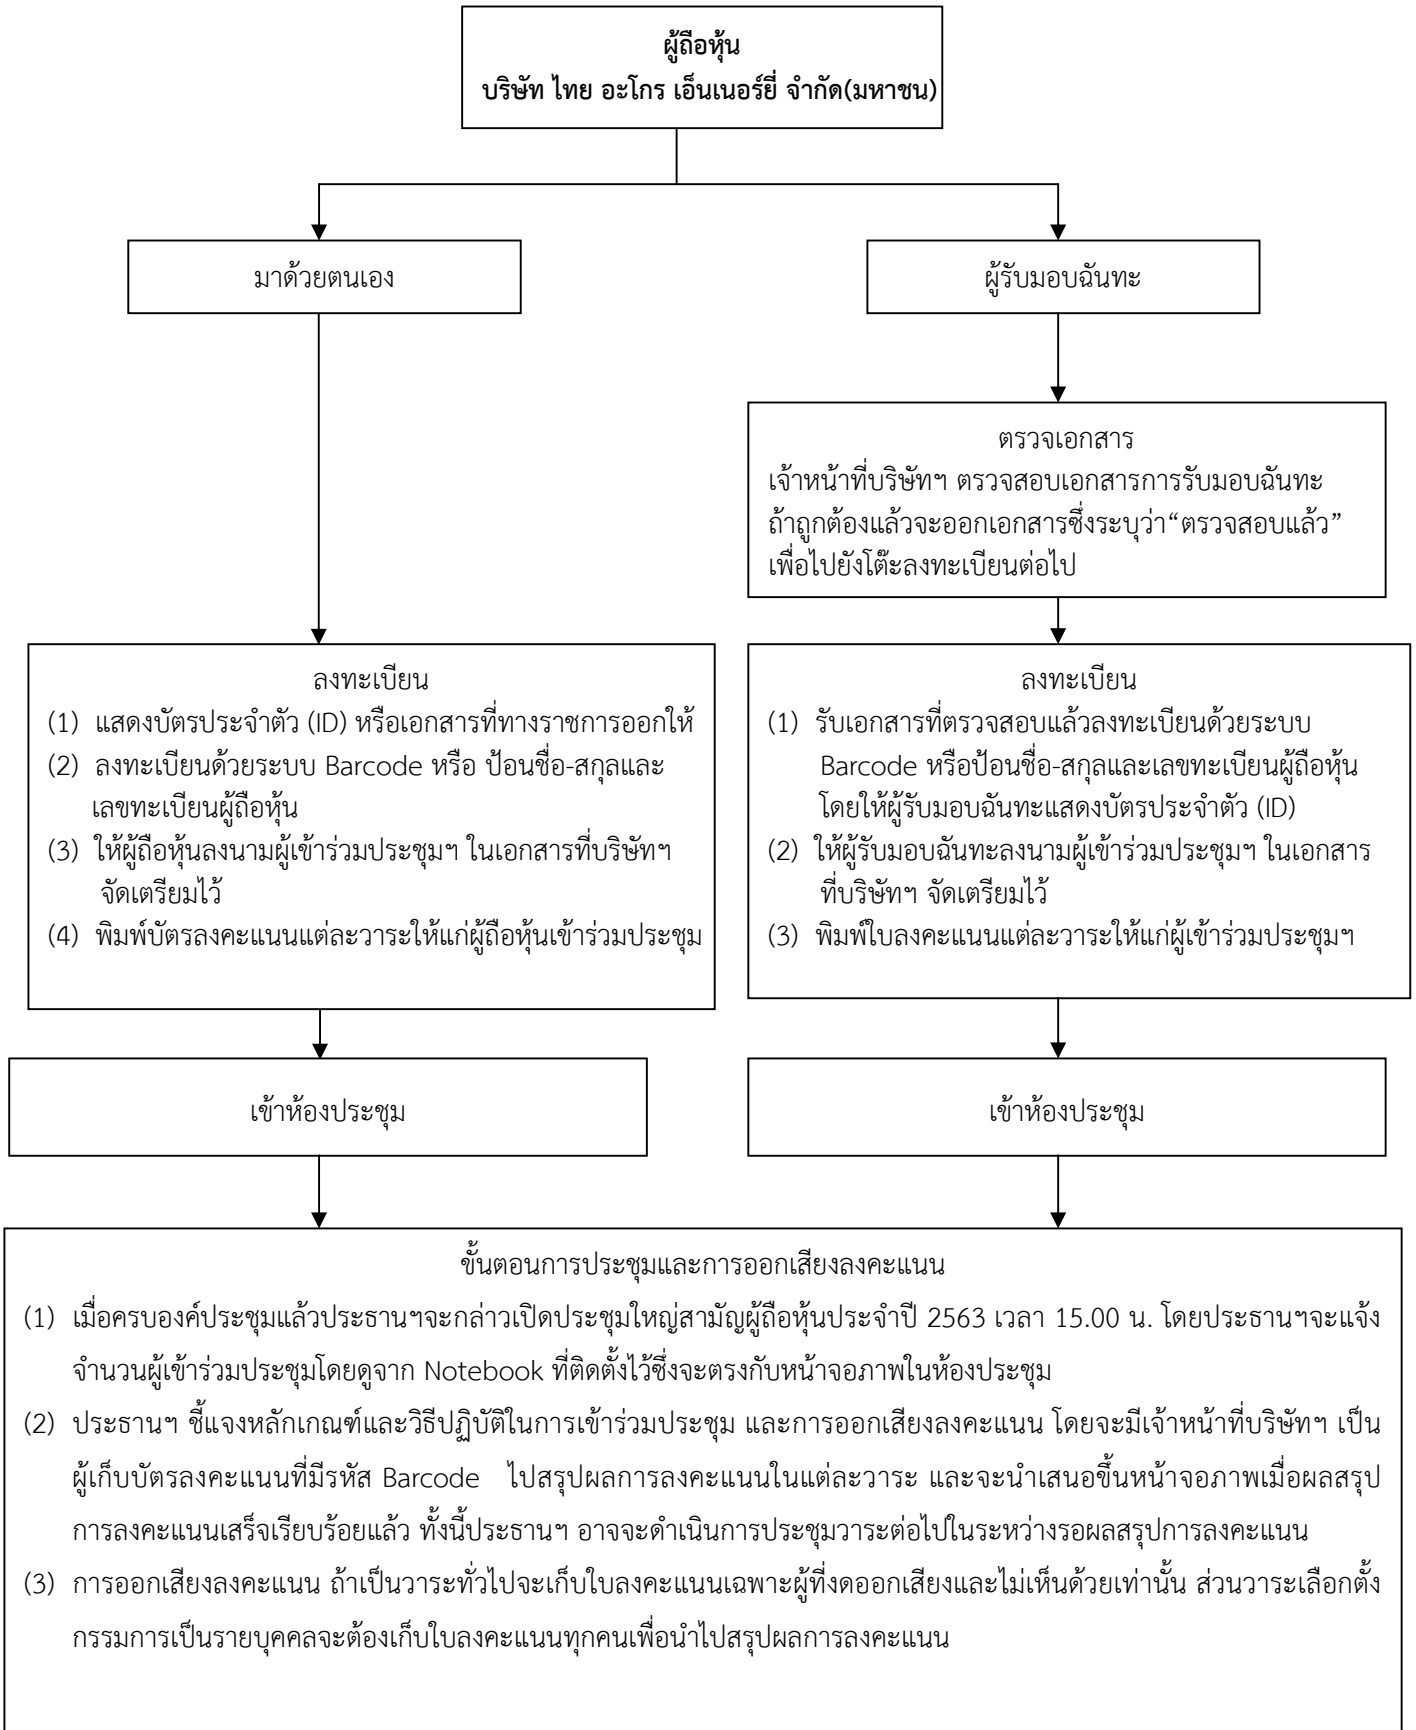 ผู้ถือหุ้น
บริษัท ไทย อะโกร เอ็นเนอร์ยี่ จำกัด(มหาชน)
มาด้วยตนเอง
ผู้รับมอบฉันทะ
ตรวจเอกสาร
เจ้าหน้าที่บริษัทฯ ตรวจสอบเอกสารการรับมอบฉันทะ
ถ้าถูกต้องแล้วจะออกเอกสารซึ่งระบุว่า“ตรวจสอบแล้ว”
เพื่อไปยังโต๊ะลงทะเบียนต่อไป
ลงทะเบียน
(1) แสดงบัตรประจำตัว (ID) หรือเอกสารที่ทางราชการออกให้
(2) ลงทะเบียนด้วยระบบ Barcode หรือ ป้อนชื่อ-สกุลและ
เลขทะเบียนผู้ถือหุ้น
(3) ให้ผู้ถือหุ้นลงนามผู้เข้าร่วมประชุมฯ ในเอกสารที่บริษัทฯ
จัดเตรียมไว้
(4) พิมพ์บัตรลงคะแนนแต่ละวาระให้แก่ผู้ถือหุ้นเข้าร่วมประชุม
ลงทะเบียน
(1) รับเอกสารที่ตรวจสอบแล้วลงทะเบียนด้วยระบบ
Barcode หรือป้อนชื่อ-สกุลและเลขทะเบียนผู้ถือหุ้น
โดยให้ผู้รับมอบฉันทะแสดงบัตรประจำตัว (ID)
(2) ให้ผู้รับมอบฉันทะลงนามผู้เข้าร่วมประชุมฯ ในเอกสาร
ที่บริษัทฯ จัดเตรียมไว้
(3) พิมพ์ใบลงคะแนนแต่ละวาระให้แก่ผู้เข้าร่วมประชุมฯ
เข้าห้องประชุม
เข้าห้องประชุม
ขั้นตอนการประชุมและการออกเสียงลงคะแนน
(1) เมื่อครบองค์ประชุมแล้วประธานฯจะกล่าวเปิดประชุมใหญ่สามัญผู้ถือหุ้นประจำปี 2563 เวลา 15.00 น. โดยประธานฯจะแจ้ง
จำนวนผู้เข้าร่วมประชุมโดยดูจาก Notebook ที่ติดตั้งไว้ซึ่งจะตรงกับหน้าจอภาพในห้องประชุม
(2) ประธานฯ ชี้แจงหลักเกณฑ์และวิธีปฏิบัติในการเข้าร่วมประชุม และการออกเสียงลงคะแนน โดยจะมีเจ้าหน้าที่บริษัทฯ เป็น
ผู้เก็บบัตรลงคะแนนที่มีรหัส Barcode ไปสรุปผลการลงคะแนนในแต่ละวาระ และจะนำเสนอขึ้นหน้าจอภาพเมื่อผลสรุป
การลงคะแนนเสร็จเรียบร้อยแล้ว ทั้งนี้ประธานฯ อาจจะดำเนินการประชุมวาระต่อไปในระหว่างรอผลสรุปการลงคะแนน
(3) การออกเสียงลงคะแนน ถ้าเป็นวาระทั่วไปจะเก็บใบลงคะแนนเฉพาะผู้ที่งดออกเสียงและไม่เห็นด้วยเท่านั้น ส่วนวาระเลือกตั้ง
กรรมการเป็นรายบุคคลจะต้องเก็บใบลงคะแนนทุกคนเพื่อนำไปสรุปผลการลงคะแนน